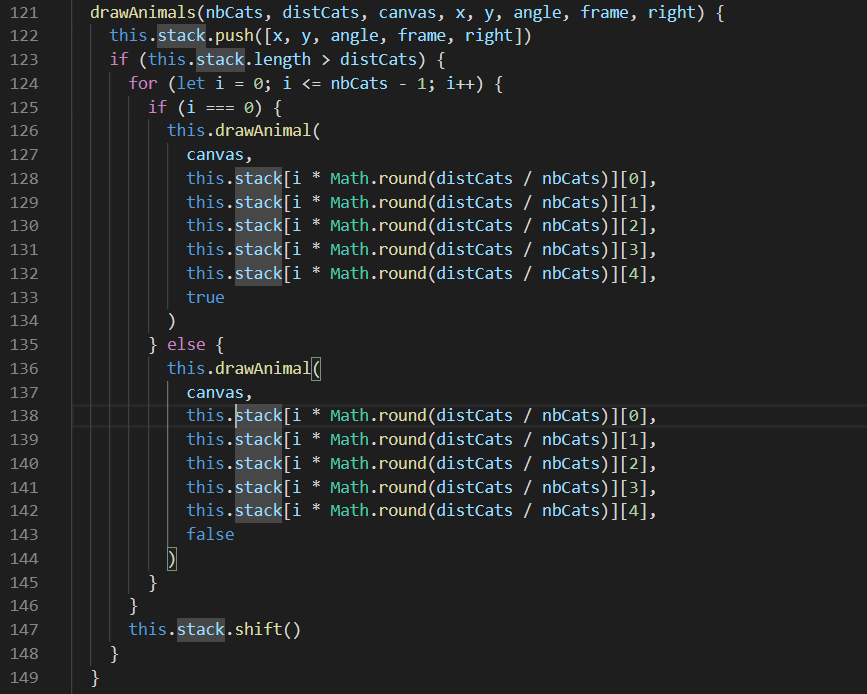 121 drawAnimals(nbCats, distCats, canvas, x, y, angle, frame, right) {
122 this.stack.push([x, y, angle, frame, right])
123 if (this.stack.length > distCats) {
124 for (let i = 0; i <= nbCats - 1; i++) {
125 if (i === 0) {
126 this.drawAnimal(
127 canvas,
128 this.stack[i * Math.round(distCats / nbCats)][0],
129 this.stack[i * Math.round(distCats / nbCats)][1],
130 this.stack[i * Math.round(distCats / nbCats)][2],
131 this.stack[i * Math.round(distCats / nbCats)][3],
132 this.stack[i * Math.round(distCats / nbCats)][4],
133 true
134 )
135 } else {
136 this.drawAnimal(
137 canvas,
138 this.stack[i * Math.round(distCats / nbCats)][0],
139 this.stack[i * Math.round(distCats / nbCats)][1],
140 this.stack[i * Math.round(distCats / nbCats)][2],
141 this.stack[i * Math.round(distCats / nbCats)][3],
142 this.stack[i * Math.round(distCats / nbCats)][4],
143 false
144 )
145 }
146 }
147 this.stack.shift()
148 }
149 }